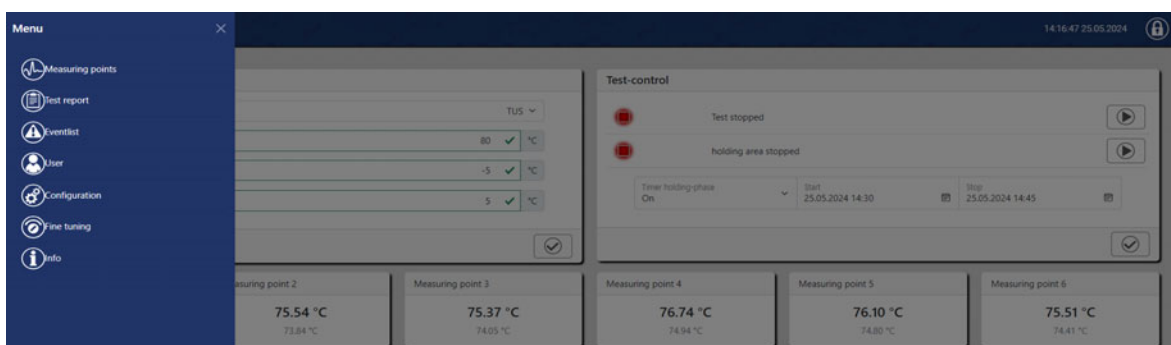 Menu
14:16:47 25.05.2024
Measuring points
Test report
Eventlist
User
Configuration
Fine tuning
Info
TUS
80 °C
-5 °C
5 °C
Test-control
Test stopped
holding area stopped
Timer holding-phase
On
Start
25.05.2024 14:30
Stop
25.05.2024 14:45
asuring point 2
75.54 °C
73.84 °C
Measuring point 3
75.37 °C
74.05 °C
Measuring point 4
76.74 °C
74.94 °C
Measuring point 5
76.10 °C
74.80 °C
Measuring point 6
75.51 °C
74.41 °C